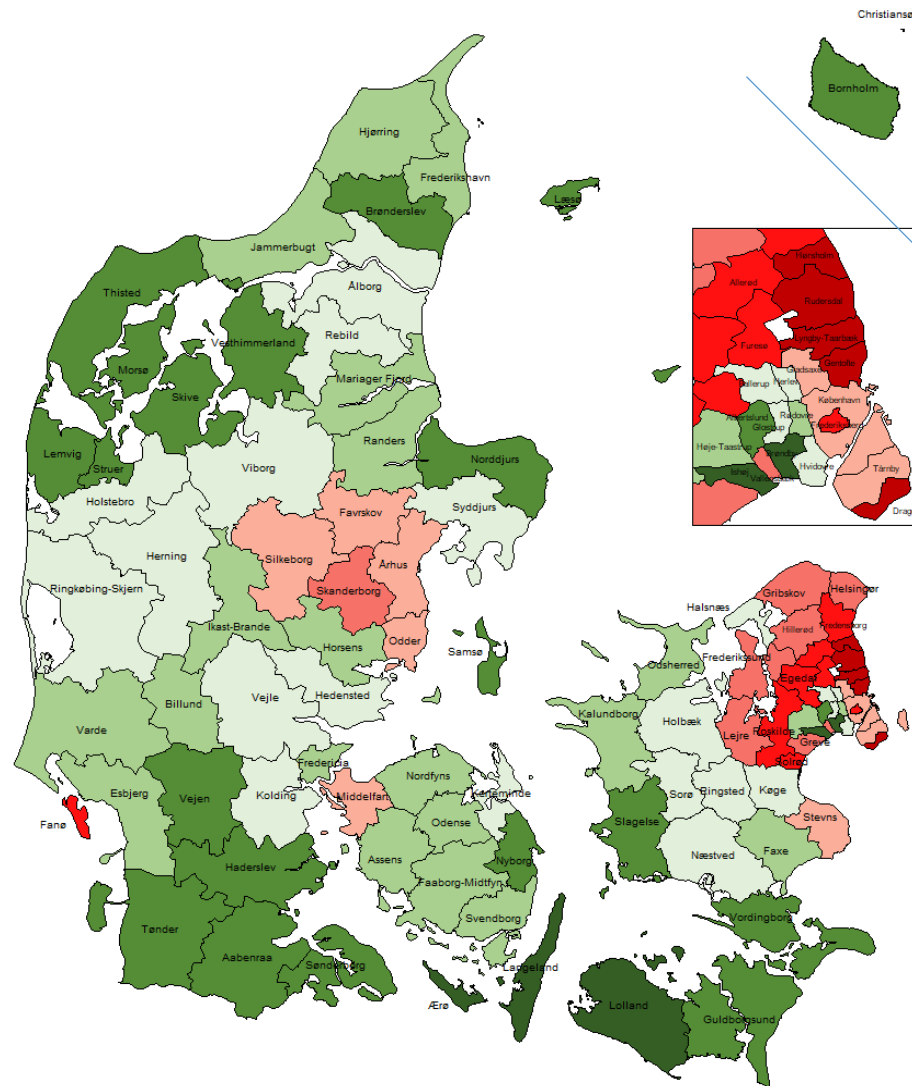 Christiansø
Bornholm
Hjørring
Frederikshavn
Læsø
Brønderslev
Jammerbugt
Hørsholm
Ålborg
Allerød
Thisted
Rudersdal
Rebild
Vesthimmerland
Lyngby-Taarbæk
Furesø
Gentofte
Morsø
Gladsaxe
Mariager Fjord
Ballerup
Herlev
Skive
København
Albertslund
Rødovre
Glostrup
Frederiksberg
Randers
Høje-Taastrup
Lemvig
Norddjurs
Brøndby
Struer
Viborg
Ishøj
Vallensbæk
Hvidovre
Tårnby
Holstebro
Syddjurs
Favrskov
Drag
Silkeborg
Herning
Århus
Ringkøbing-Skjern
Skanderborg
Gribskov
Helsingør
Halsnæs
Ikast-Brande
Hillerød
Fredensborg
Odder
Horsens
Samsø
Frederikssund
Odsherred
Egedal
Vejle
Hedensted
Billund
Kalundborg
Holbæk
Varde
Lejre
Roskilde
Greve
Fredericia
Solrød
Nordfyns
Vejen
Kolding
Middelfart
Kerteminde
Sorø
Ringsted
Køge
Esbjerg
Fanø
Odense
Slagelse
Stevns
Assens
Nyborg
Næstved
Faxe
Haderslev
Faaborg-Midtfyn
Svendborg
Vordingborg
Tønder
Aabenraa
Sønderborg
Langeland
Ærø
Lolland
Guldborgsund